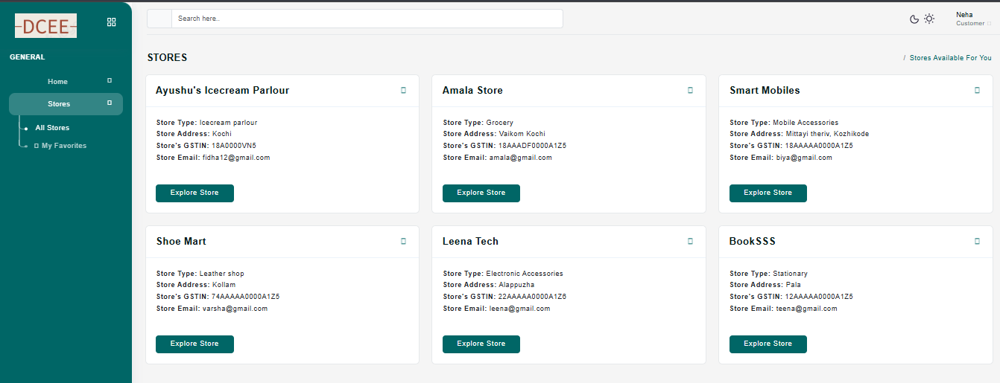 DCEE
Search here..
Neha
Customer
GENERAL
Home
Stores
All Stores
My Favorites
STORES
/ Stores Available For You
Ayushu's Icecream Parlour
Store Type: Icecream parlour
Store Address: Kochi
Store's GSTIN: 18A0000VN5
Store Email: fidha12@gmail.com
Explore Store
Amala Store
Store Type: Grocery
Store Address: Vaikom Kochi
Store's GSTIN: 18AAADF0000A1Z5
Store Email: amala@gmail.com
Explore Store
Smart Mobiles
Store Type: Mobile Accessories
Store Address: Mittayi theriv, Kozhikode
Store's GSTIN: 18AAAAA0000A1Z5
Store Email: biya@gmail.com
Explore Store
Shoe Mart
Store Type: Leather shop
Store Address: Kollam
Store's GSTIN: 74AAAAA0000A1Z5
Store Email: varsha@gmail.com
Explore Store
Leena Tech
Store Type: Electronic Accessories
Store Address: Alappuzha
Store's GSTIN: 22AAAAA0000A1Z6
Store Email: leena@gmail.com
Explore Store
BookSSS
Store Type: Stationary
Store Address: Pala
Store's GSTIN: 12AAAAA0000A1Z5
Store Email: teena@gmail.com
Explore Store